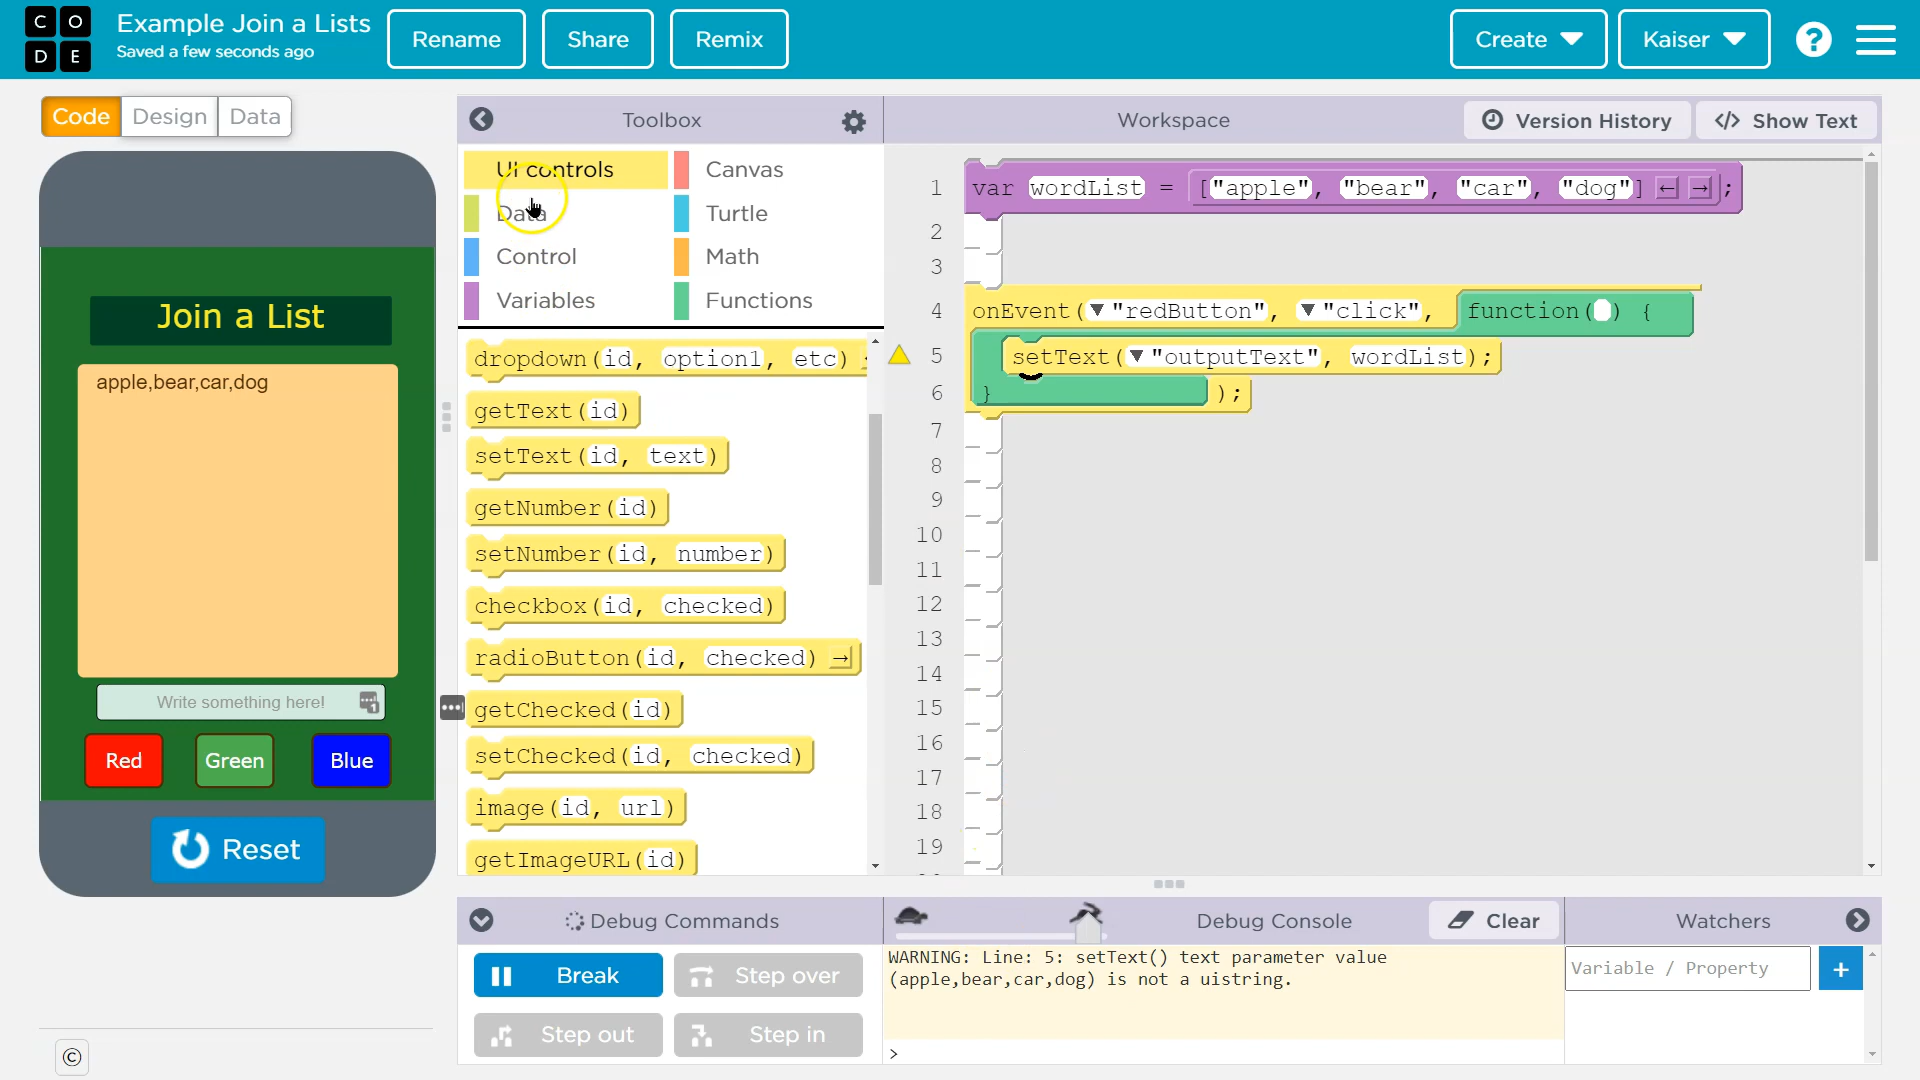 C O D E
Example Join a Lists
Saved a few seconds ago
Rename
Share
Remix
Create
Kaiser
?
Code
Design
Data
Join a List
apple,bear,car,dog
Write something here!
1
Red
Green
Blue
Reset
©
Toolbox
UI controls
Data
Control
Variables
Canvas
Turtle
Math
Functions
dropdown(id, option1, etc)
getText(id)
setText(id, text)
getNumber(id)
setNumber(id, number)
checkbox(id, checked)
radioButton(id, checked) →
getChecked(id)
setChecked(id, checked)
image(id, url)
getImageURL(id)
Workspace
Version History
</> Show Text
1 var wordList = ["apple", "bear", "car", "dog"] ← → ;
2
3
4 onEvent(▼"redButton", ▼"click", function() {
5 setText(▼"outputText", wordList);
6 } );
7
8
9
10
11
12
13
14
15
16
17
18
19
Debug Commands
Break
Step over
Step out
Step in
Debug Console
Clear
WARNING: Line: 5: setText() text parameter value
(apple,bear,car,dog) is not a uistring.
>
Watchers
Variable / Property
+